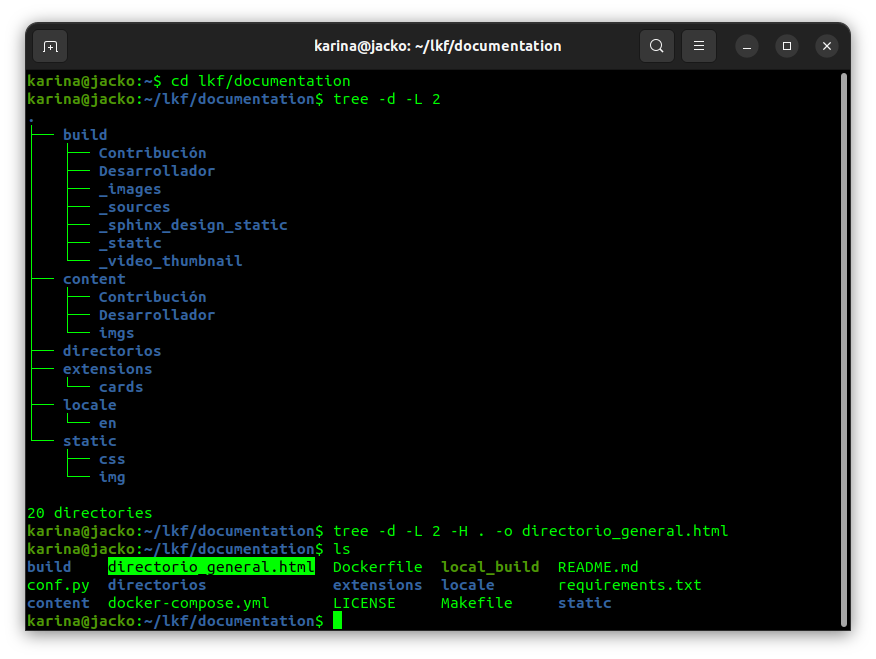 karina@jacko: ~/lkf/documentation
karina@jacko:~$ cd lkf/documentation
karina@jacko:~/lkf/documentation$ tree -d -L 2
.
├── build
│   ├── Contribución
│   ├── Desarrollador
│   ├── _images
│   ├── _sources
│   ├── _sphinx_design_static
│   ├── _static
│   └── _video_thumbnail
├── content
│   ├── Contribución
│   ├── Desarrollador
│   └── imgs
├── directorios
├── extensions
│   └── cards
├── locale
│   └── en
└── static
    ├── css
    └── img
20 directories
karina@jacko:~/lkf/documentation$ tree -d -L 2 -H . -o directorio_general.html
karina@jacko:~/lkf/documentation$ ls
build    directorio_general.html  Dockerfile  local_build  README.md
conf.py  directorios              extensions  locale       requirements.txt
content  docker-compose.yml       LICENSE     Makefile     static
karina@jacko:~/lkf/documentation$